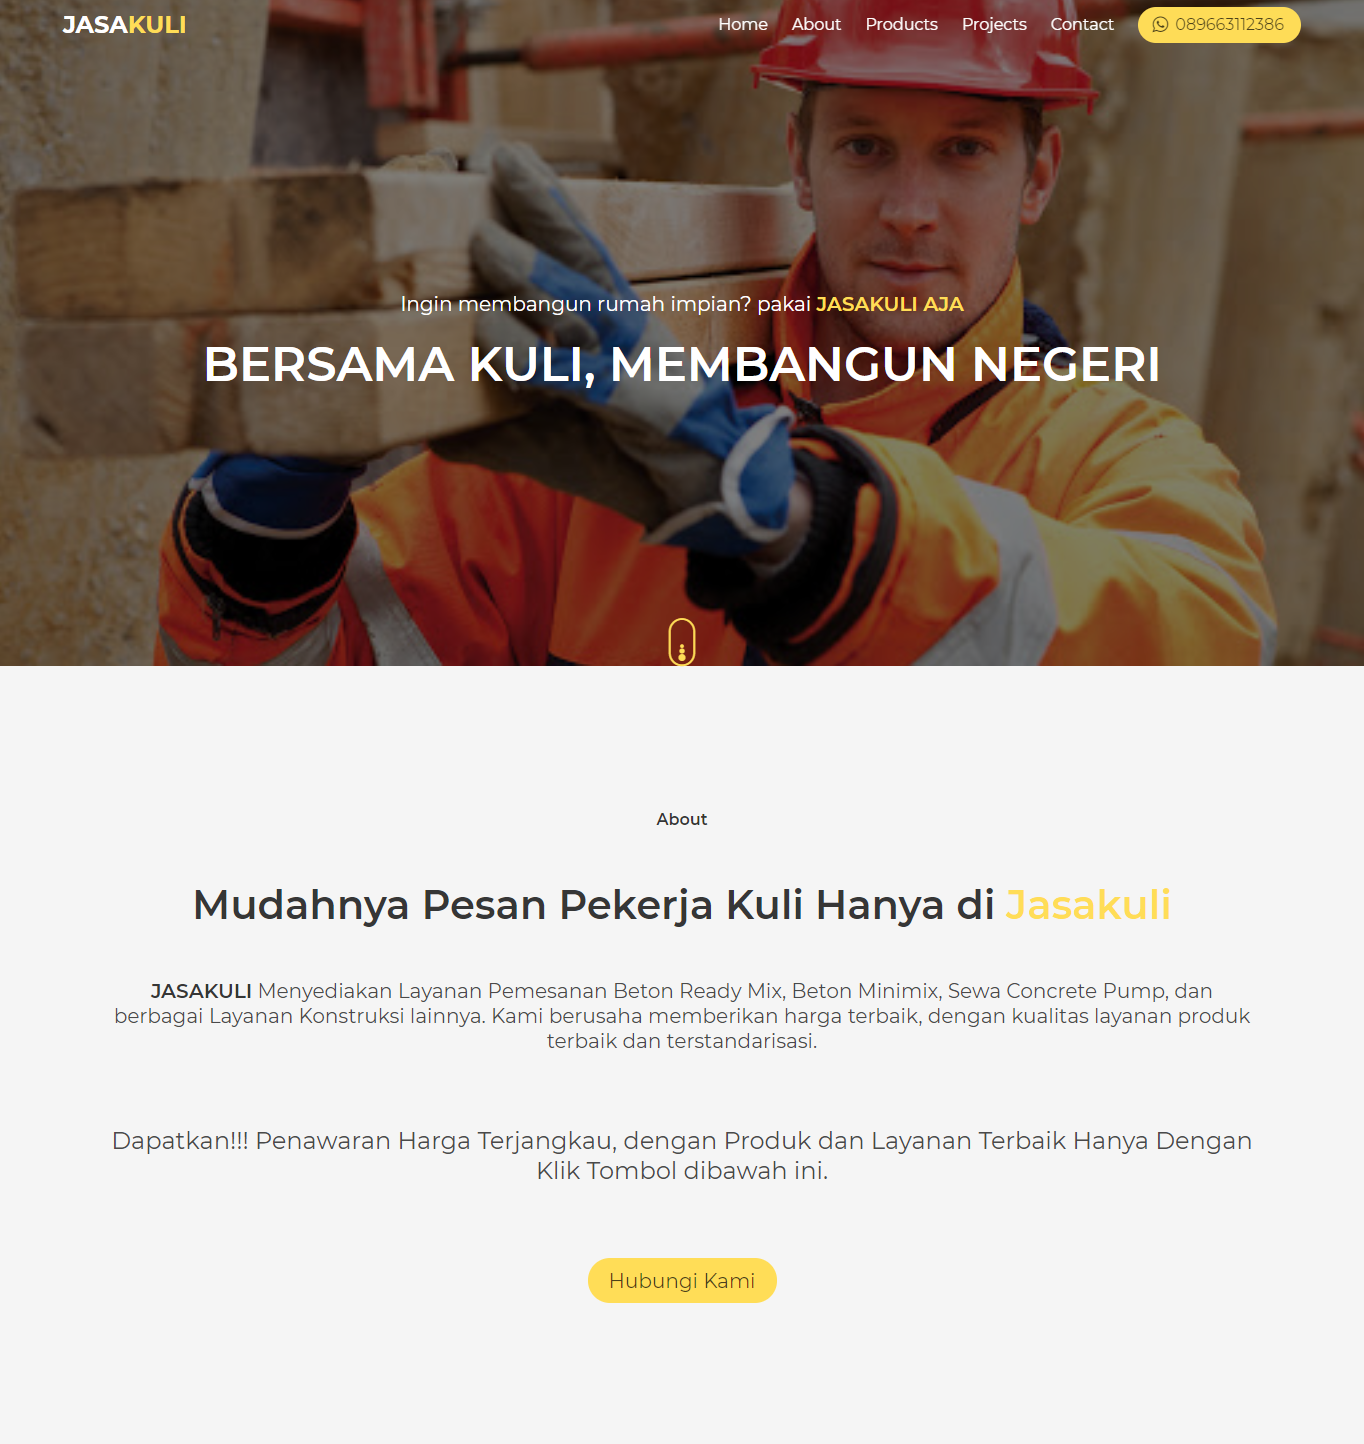 JASAKULI
Home About Products Projects Contact 089663112386
Ingin membangun rumah impian? pakai JASAKULI AJA
BERSAMA KULI, MEMBANGUN NEGERI
About
Mudahnya Pesan Pekerja Kuli Hanya di Jasakuli
JASAKULI Menyediakan Layanan Pemesanan Beton Ready Mix, Beton Minimix, Sewa Concrete Pump, dan
berbagai Layanan Konstruksi lainnya. Kami berusaha memberikan harga terbaik, dengan kualitas layanan produk
terbaik dan terstandarisasi.
Dapatkan!!! Penawaran Harga Terjangkau, dengan Produk dan Layanan Terbaik Hanya Dengan
Klik Tombol dibawah ini.
Hubungi Kami